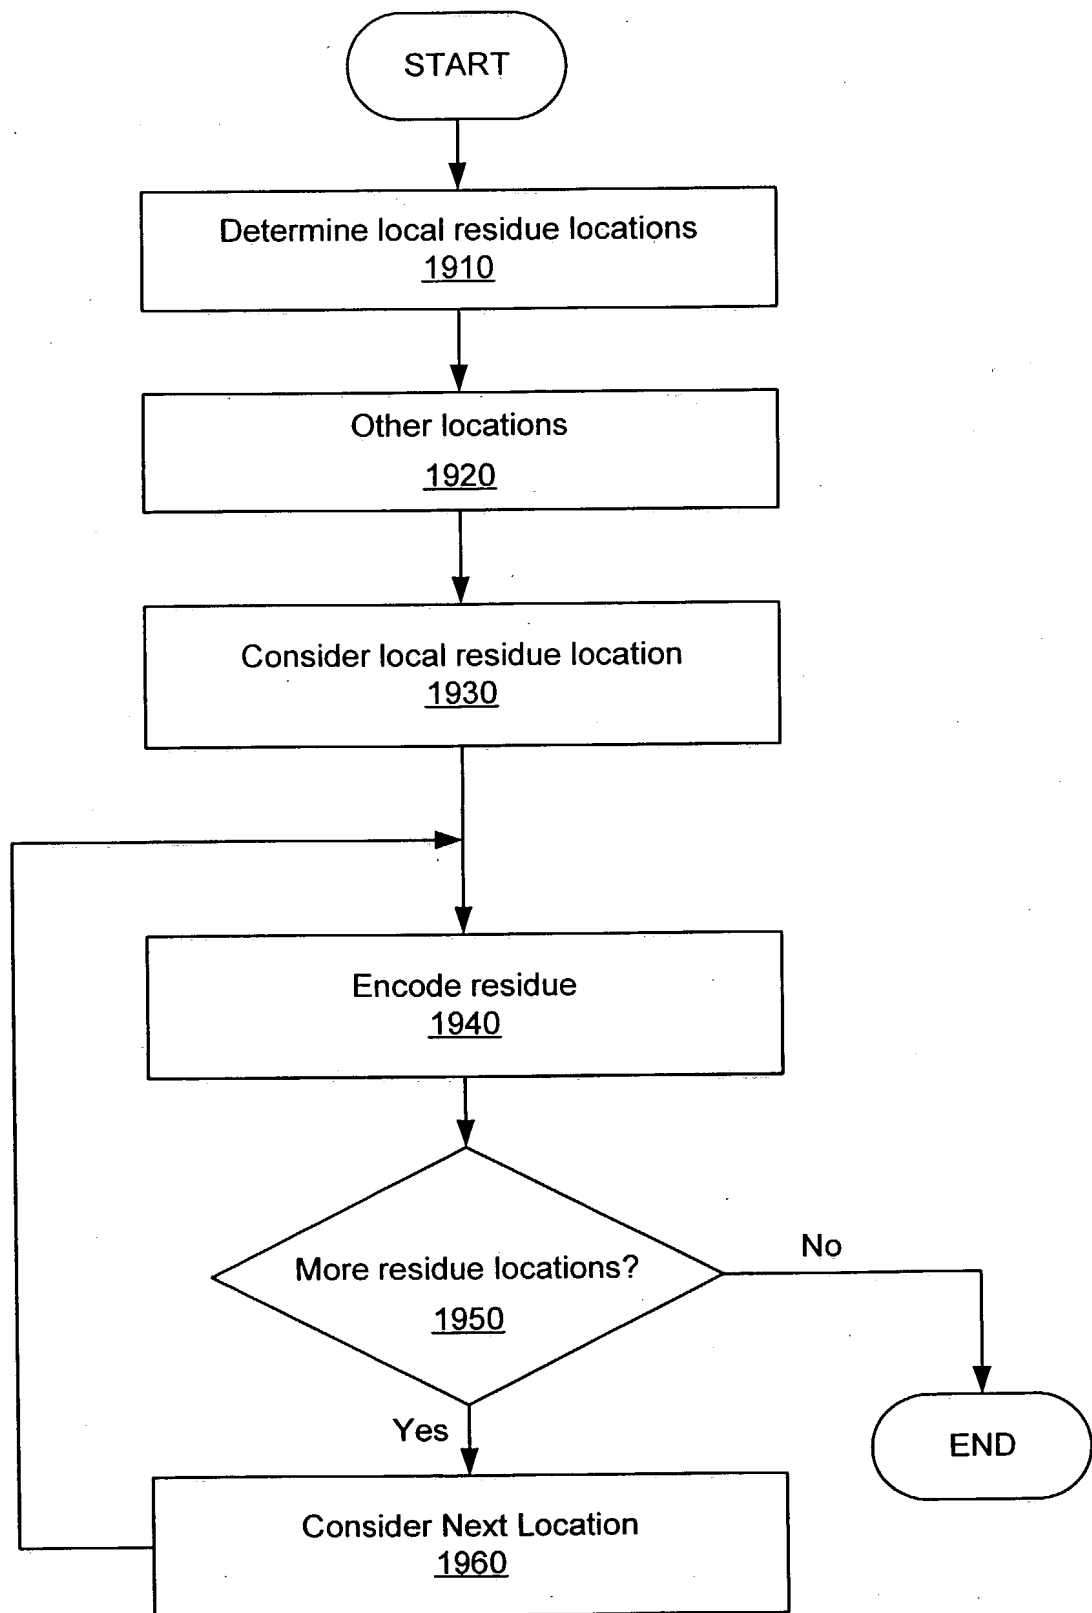 START
Determine local residue locations
1910
Other locations
1920
Consider local residue location
1930
Encode residue
1940
More residue locations?
1950
No
Yes
END
Consider Next Location
1960